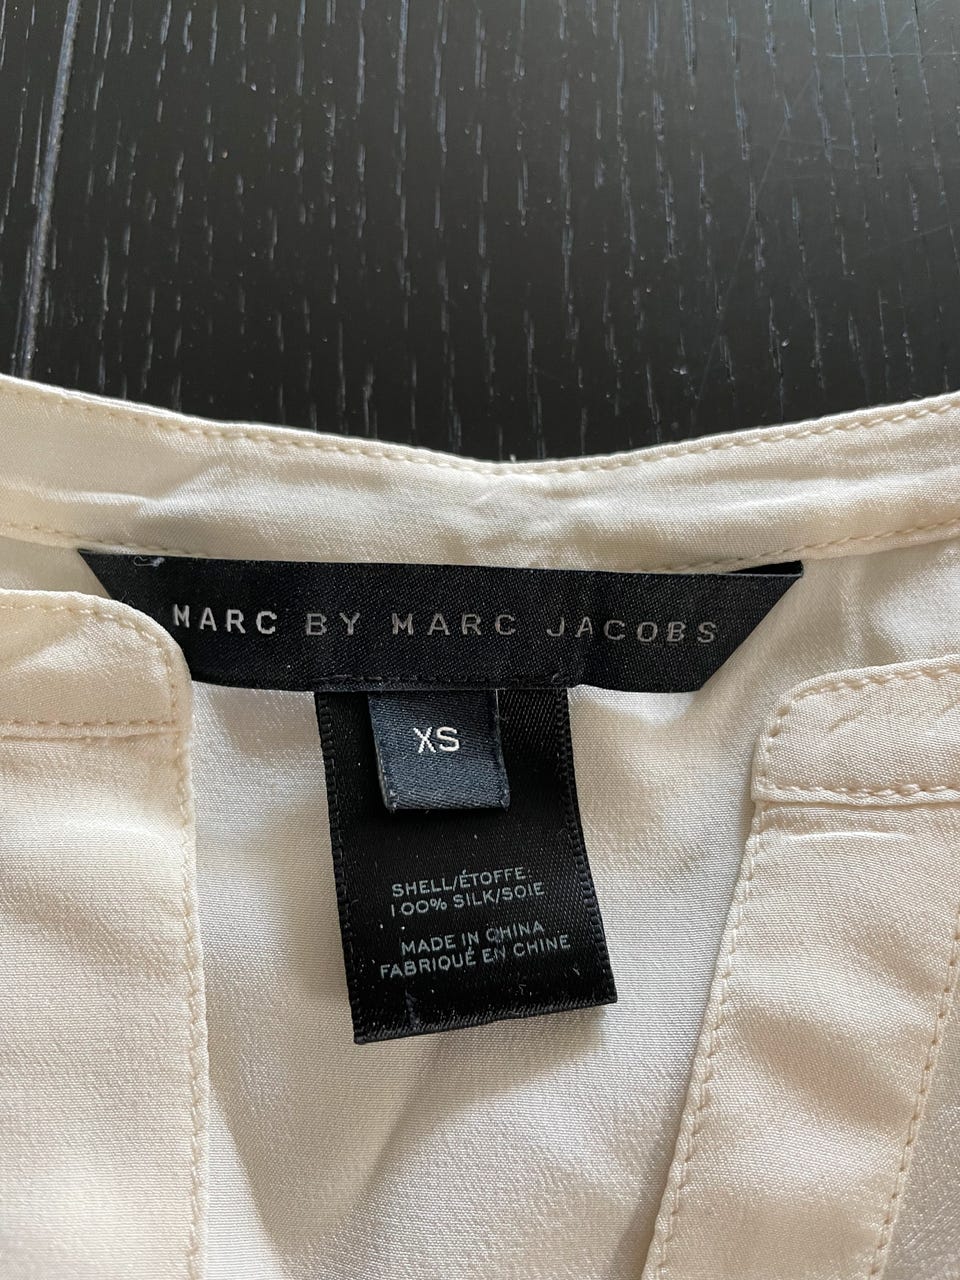 MARC BY MARC JACOBS
XS
SHELL/ÉTOFFE:
100% SILK/SOIE
MADE IN CHINA
FABRIQUÉ EN CHINE